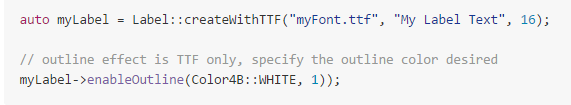 auto myLabel = Label::createWithTTF("myFont.ttf", "My Label Text", 16);
// outline effect is TTF only, specify the outline color desired
myLabel->enableOutline(Color4B::WHITE, 1));